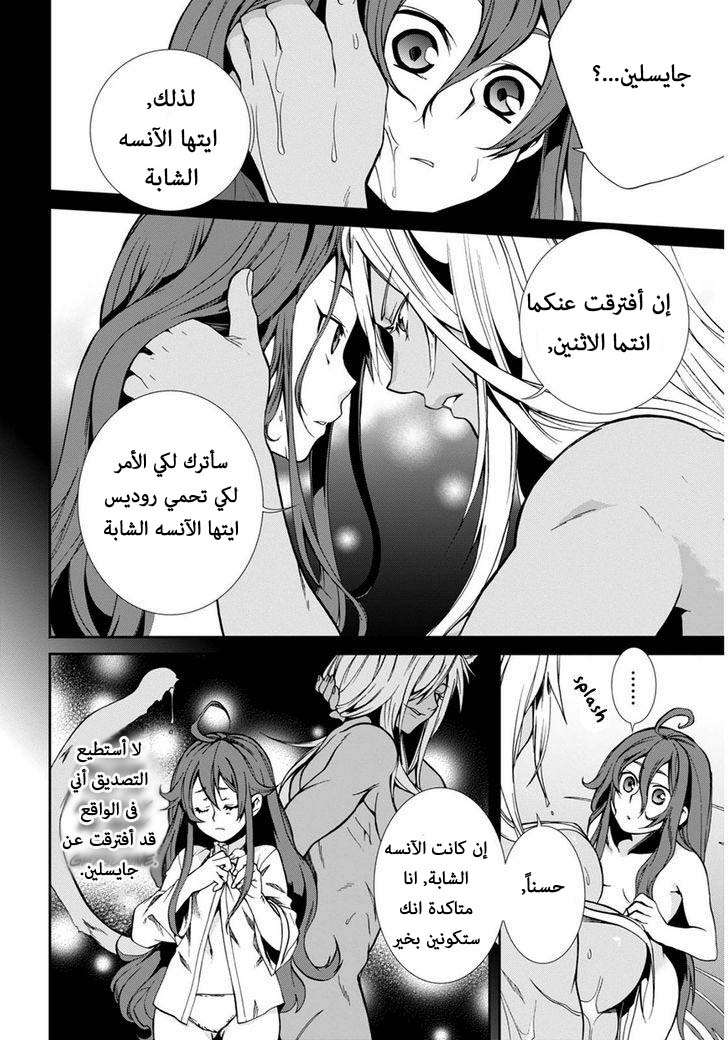 جايسلين...؟
لذلك,
ايتها الآنسه
الشابة
إن أفترقت عنكما
انتما الاثنين,
سأترك لكي الأمر
لكي تحمي روديس
ايتها الآنسه الشابة
......
splash
حسناً,
إن كانت الآنسه
الشابة, انا
متاكدة انك
ستكونين بخير
لا أستطيع
التصديق أني
فى الواقع
قد أفترقت عن
جايسلين.